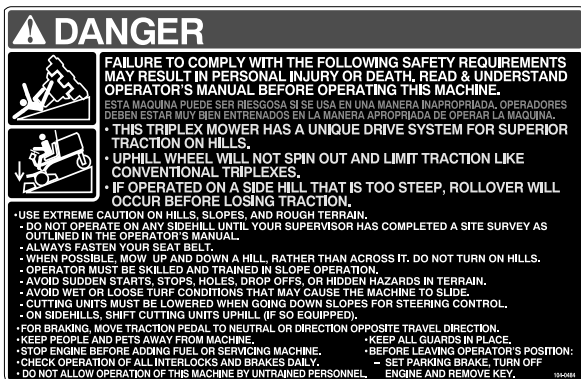 DANGER
FAILURE TO COMPLY WITH THE FOLLOWING SAFETY REQUIREMENTS
MAY RESULT IN PERSONAL INJURY OR DEATH. READ & UNDERSTAND
OPERATOR'S MANUAL BEFORE OPERATING THIS MACHINE.
ESTA MAQUINA PUEDE SER RIESGOSA SI SE USA EN UNA MANERA INAPROPRIADA. OPERADORES
DEBEN ESTAR MUY BIEN ENTRENADOS EN LA MANERA APROPRIADA DE OPERAR LA MAQUINA.
• THIS TRIPLEX MOWER HAS A UNIQUE DRIVE SYSTEM FOR SUPERIOR
TRACTION ON HILLS.
• UPHILL WHEEL WILL NOT SPIN OUT AND LIMIT TRACTION LIKE
CONVENTIONAL TRIPLEXES.
• IF OPERATED ON A SIDE HILL THAT IS TOO STEEP, ROLLOVER WILL
OCCUR BEFORE LOSING TRACTION.
•USE EXTREME CAUTION ON HILLS, SLOPES, AND ROUGH TERRAIN.
- DO NOT OPERATE ON ANY SIDEHILL UNTIL YOUR SUPERVISOR HAS COMPLETED A SITE SURVEY AS
OUTLINED IN THE OPERATOR'S MANUAL.
- ALWAYS FASTEN YOUR SEAT BELT.
- WHEN POSSIBLE, MOW UP AND DOWN A HILL, RATHER THAN ACROSS IT. DO NOT TURN ON HILLS.
- OPERATOR MUST BE SKILLED AND TRAINED IN SLOPE OPERATION.
- AVOID SUDDEN STARTS, STOPS, HOLES, DROP OFFS, OR HIDDEN HAZARDS IN TERRAIN.
- AVOID WET OR LOOSE TURF CONDITIONS THAT MAY CAUSE THE MACHINE TO SLIDE.
- CUTTING UNITS MUST BE LOWERED WHEN GOING DOWN SLOPES FOR STEERING CONTROL.
- ON SIDEHILLS, SHIFT CUTTING UNITS UPHILL (IF SO EQUIPPED).
•FOR BRAKING, MOVE TRACTION PEDAL TO NEUTRAL OR DIRECTION OPPOSITE TRAVEL DIRECTION.
•KEEP PEOPLE AND PETS AWAY FROM MACHINE.
•STOP ENGINE BEFORE ADDING FUEL OR SERVICING MACHINE.
•CHECK OPERATION OF ALL INTERLOCKS AND BRAKES DAILY.
•DO NOT ALLOW OPERATION OF THIS MACHINE BY UNTRAINED PERSONNEL.
•KEEP ALL GUARDS IN PLACE.
•BEFORE LEAVING OPERATOR'S POSITION:
– SET PARKING BRAKE, TURN OFF
ENGINE AND REMOVE KEY.
104-0484